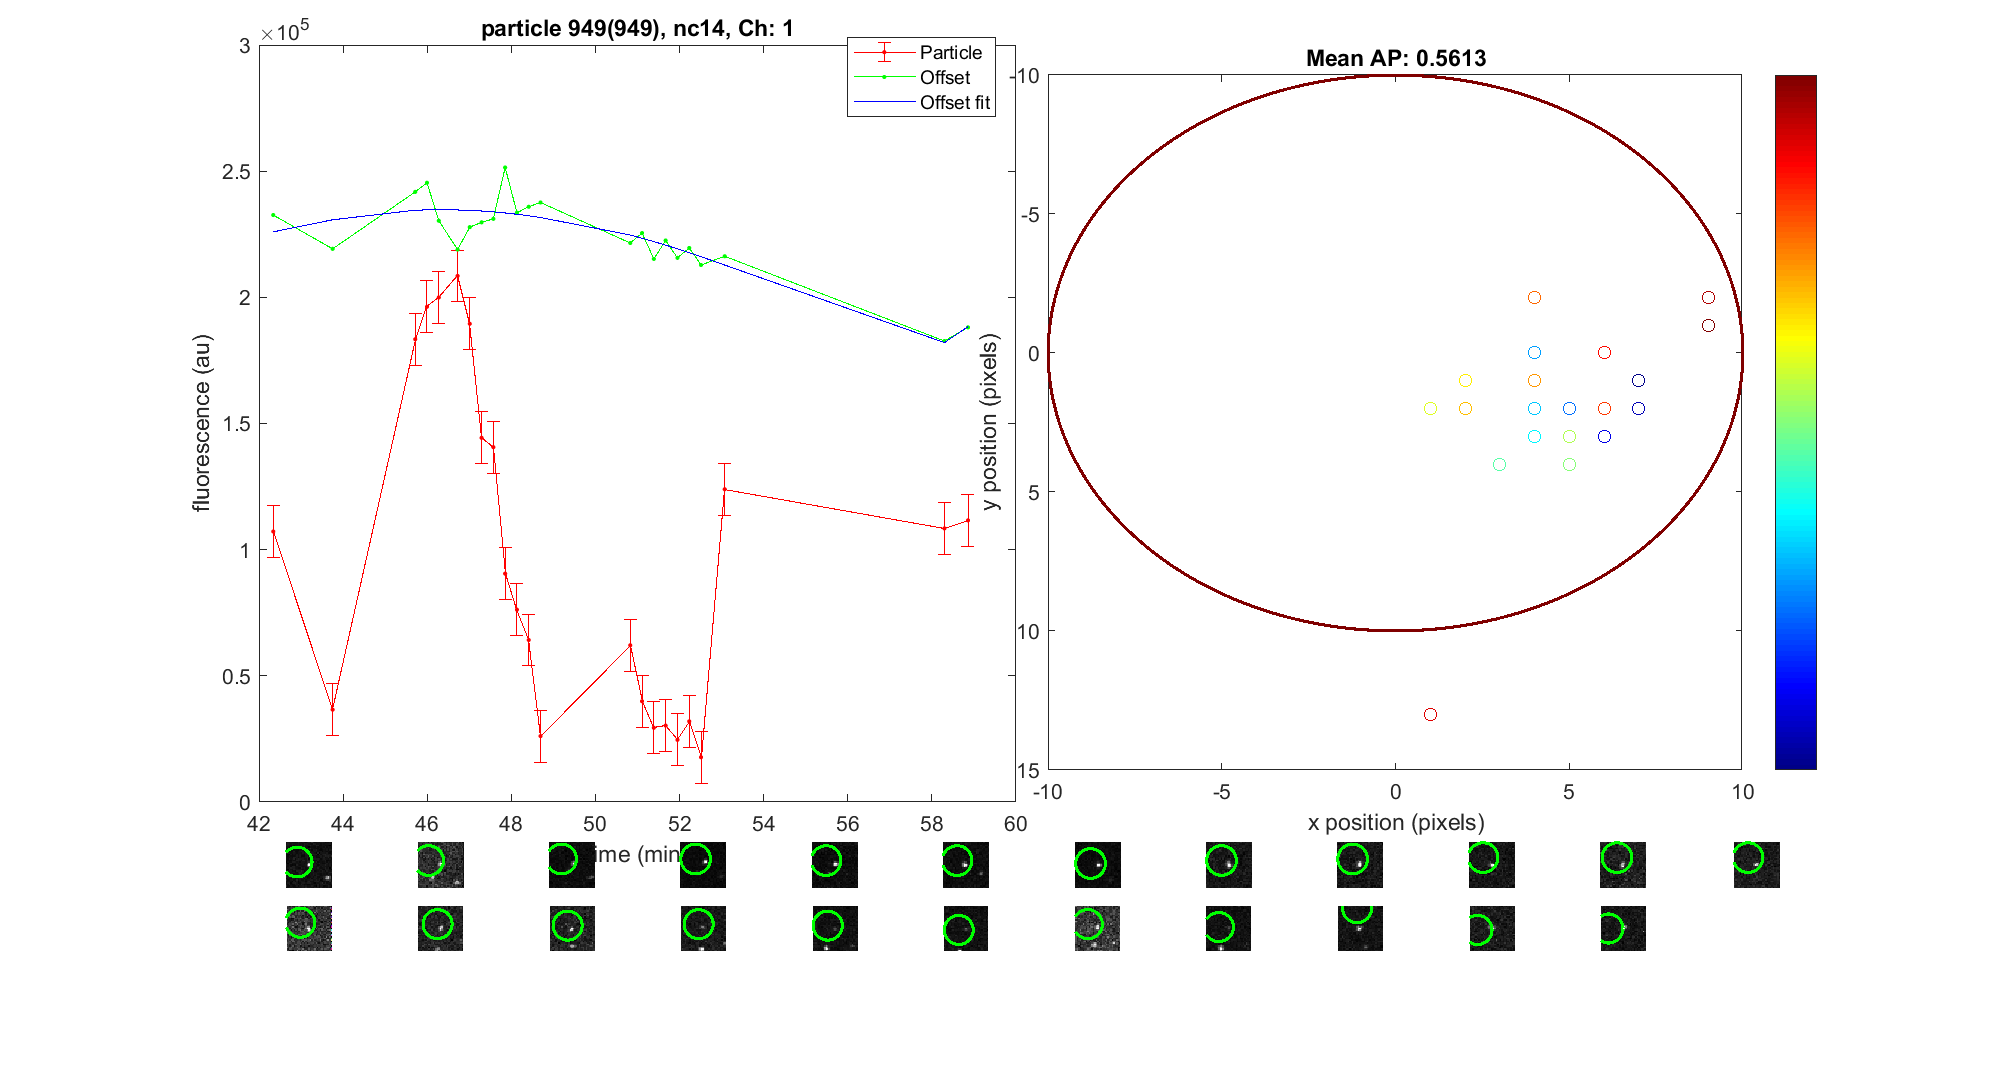 particle 949(949), nc14, Ch: 1
×10^5
Particle
Offset
Offset fit
3
2.5
2
1.5
1
0.5
0
fluorescence (au)
42 44 46 48 50 52 54 56 58 60
ime (min
Mean AP: 0.5613
-10
-5
0
5
10
15
y position (pixels)
-10 -5 0 5 10
x position (pixels)